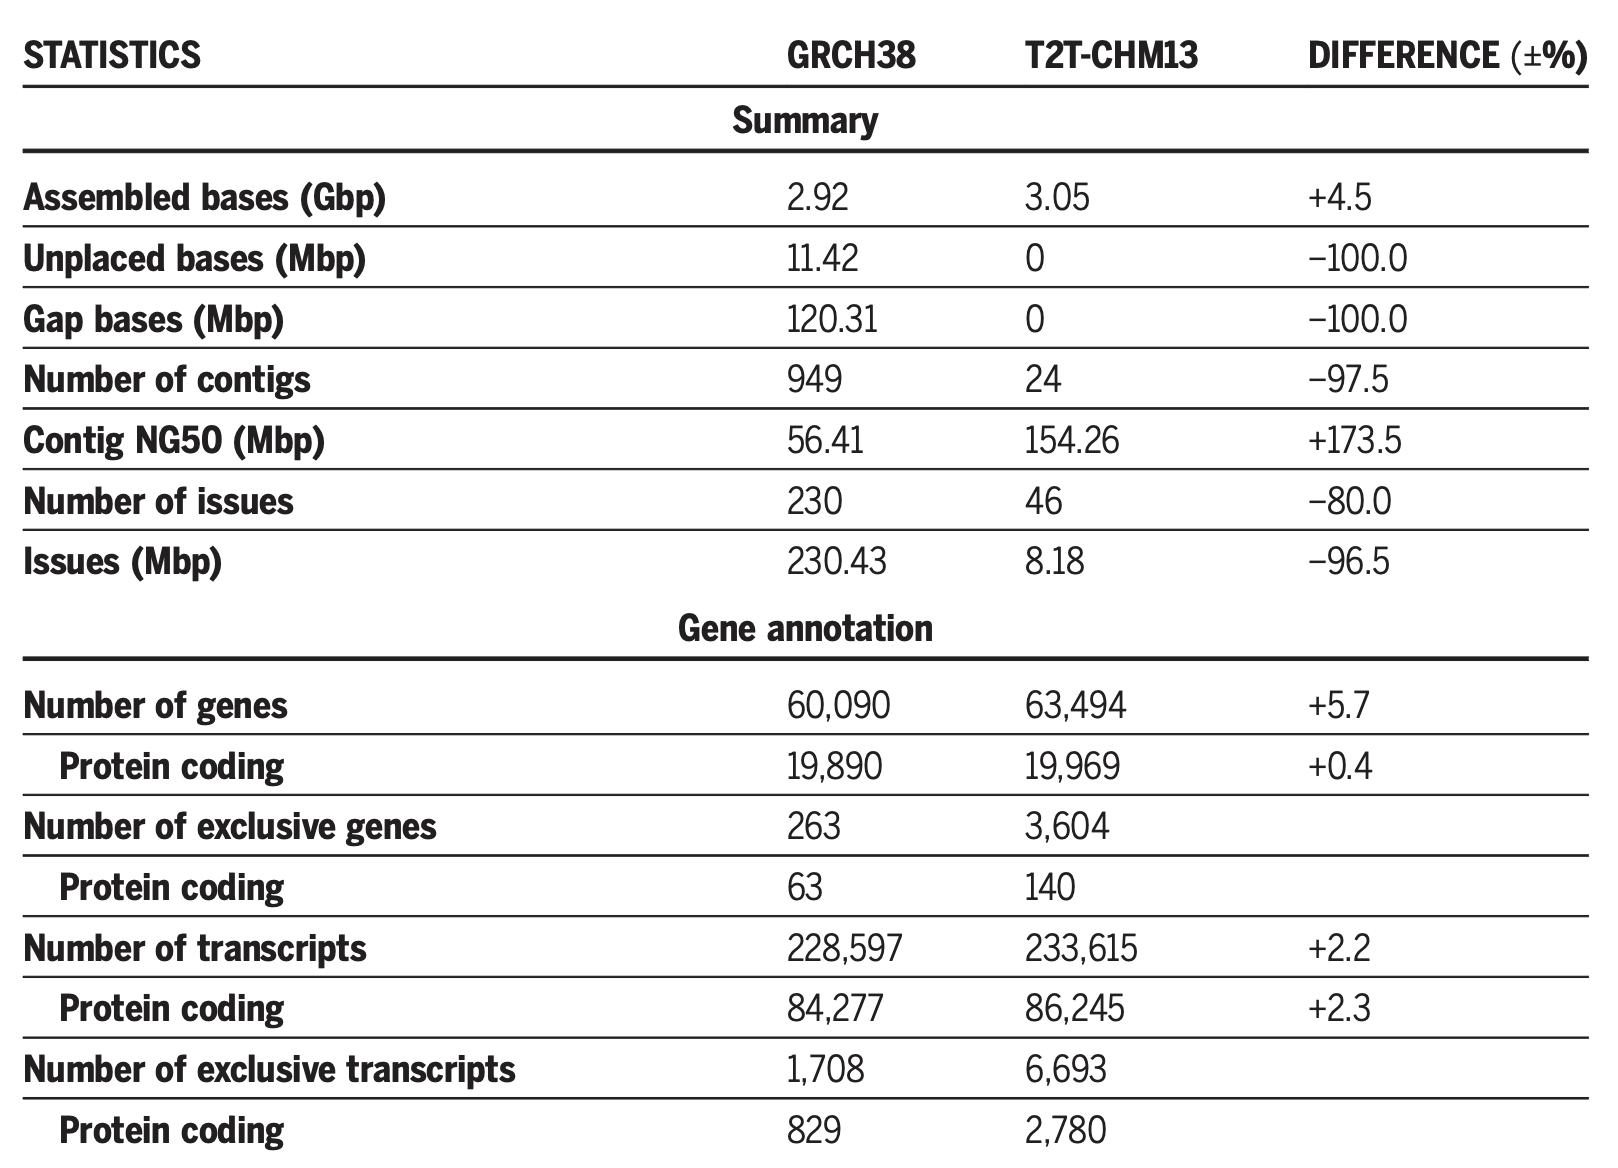 STATISTICS GRCH38 T2T-CHM13 DIFFERENCE (±%)
Summary
Assembled bases (Gbp) 2.92 3.05 +4.5
Unplaced bases (Mbp) 11.42 0 −100.0
Gap bases (Mbp) 120.31 0 −100.0
Number of contigs 949 24 −97.5
Contig NG50 (Mbp) 56.41 154.26 +173.5
Number of issues 230 46 −80.0
Issues (Mbp) 230.43 8.18 −96.5
Gene annotation
Number of genes 60,090 63,494 +5.7
Protein coding 19,890 19,969 +0.4
Number of exclusive genes 263 3,604
Protein coding 63 140
Number of transcripts 228,597 233,615 +2.2
Protein coding 84,277 86,245 +2.3
Number of exclusive transcripts 1,708 6,693
Protein coding 829 2,780